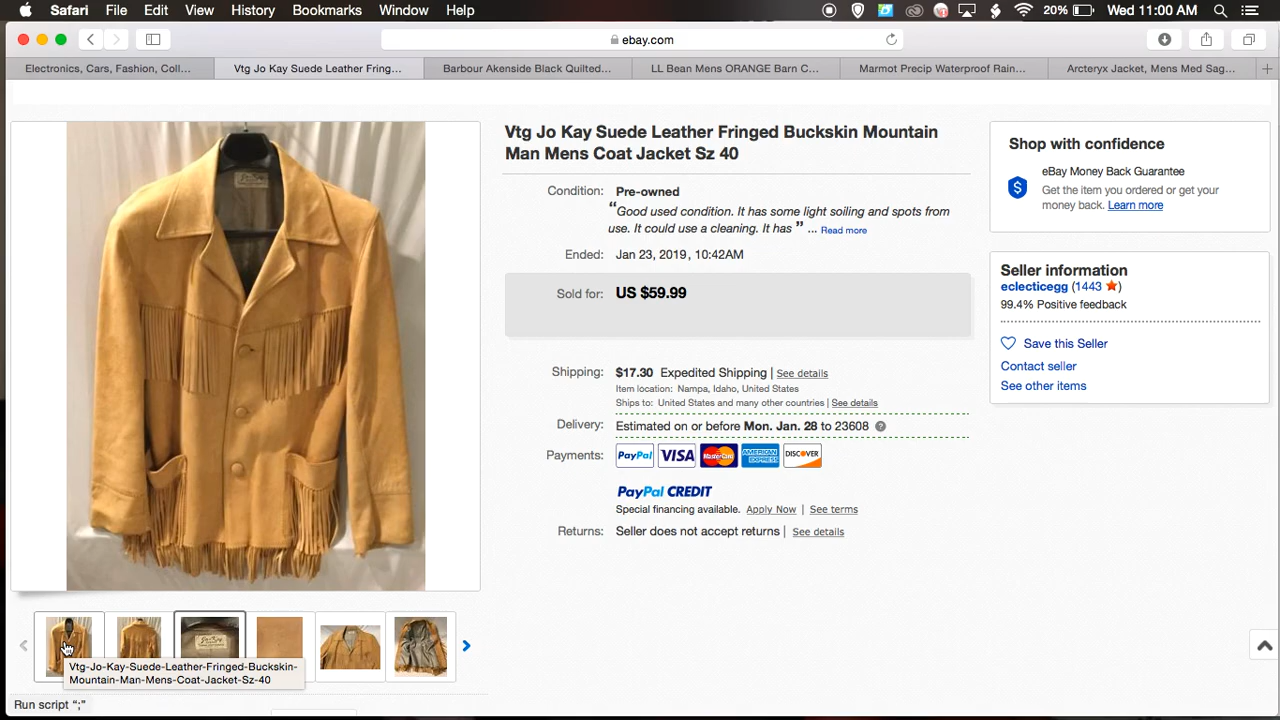 Safari File Edit View History Bookmarks Window Help 20% Wed 11:00 AM
ebay.com
Electronics, Cars, Fashion, Coll... Vtg Jo Kay Suede Leather Fring... Barbour Akenside Black Quilted... LL Bean Mens ORANGE Barn C... Marmot Precip Waterproof Rain... Arcteryx Jacket, Mens Med Sag...
Vtg Jo Kay Suede Leather Fringed Buckskin Mountain
Man Mens Coat Jacket Sz 40
Condition: Pre-owned
“Good used condition. It has some light soiling and spots from
use. It could use a cleaning. It has ” ... Read more
Ended: Jan 23, 2019 , 10:42AM
Sold for: US $59.99
Shipping: $17.30 Expedited Shipping | See details
Item location: Nampa, Idaho, United States
Ships to: United States and many other countries | See details
Delivery: Estimated on or before Mon. Jan. 28 to 23608 ?
Payments: PayPal VISA MasterCard AMERICAN EXPRESS DISCOVER
PayPal CREDIT
Special financing available. Apply Now | See terms
Returns: Seller does not accept returns | See details
Shop with confidence
eBay Money Back Guarantee
$ Get the item you ordered or get your
money back. Learn more
Seller information
eclecticegg (1443 )
99.4% Positive feedback
Save this Seller
Contact seller
See other items
Vtg-Jo-Kay-Suede-Leather-Fringed-Buckskin-
Mountain-Man-Mens-Coat-Jacket-Sz-40
Run script “;”